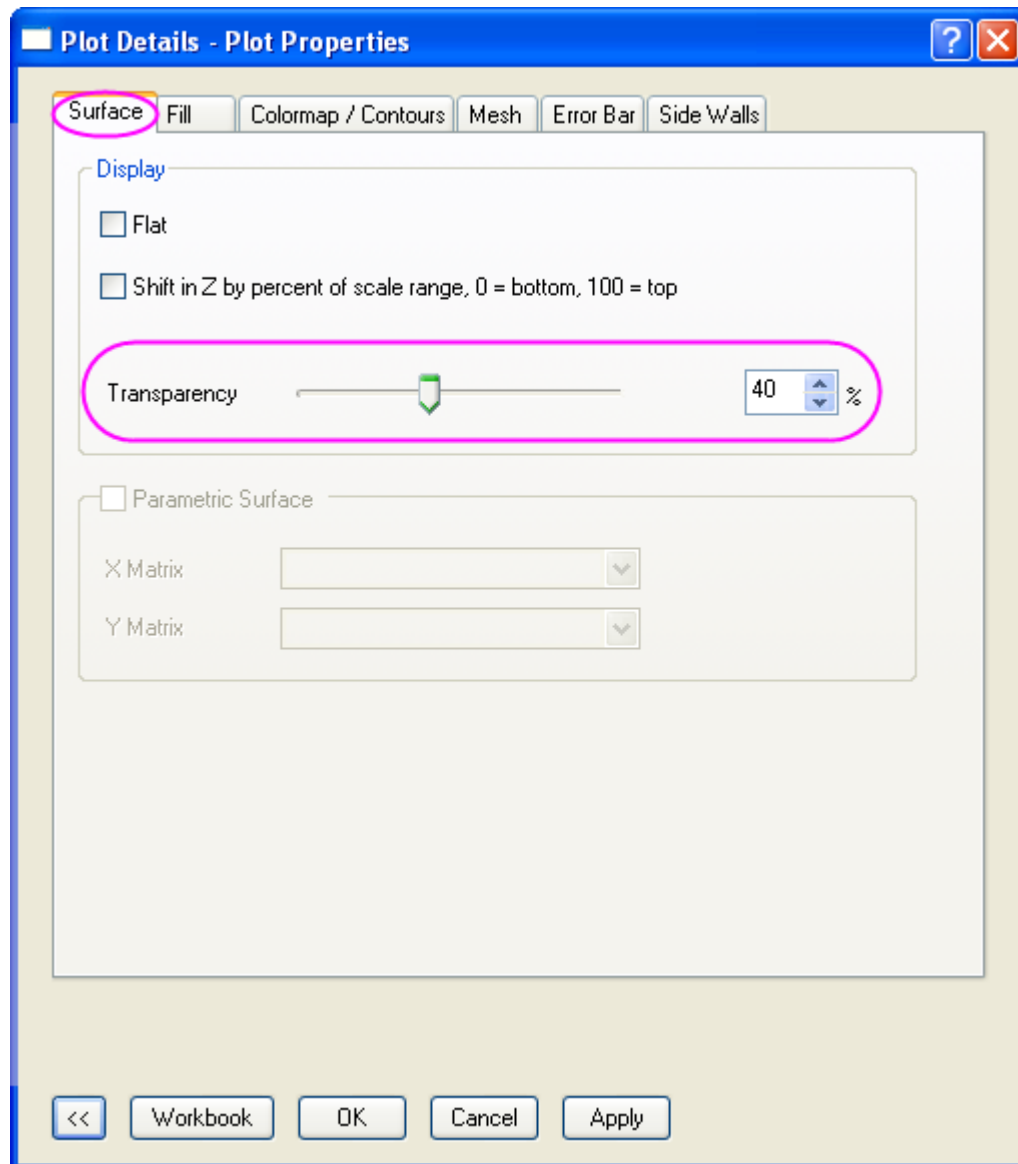 Plot Details - Plot Properties
Surface Fill Colormap / Contours Mesh Error Bar Side Walls
Display
Flat
Shift in Z by percent of scale range, 0 = bottom, 100 = top
Transparency 40 %
Parametric Surface
X Matrix
Y Matrix
<< Workbook OK Cancel Apply